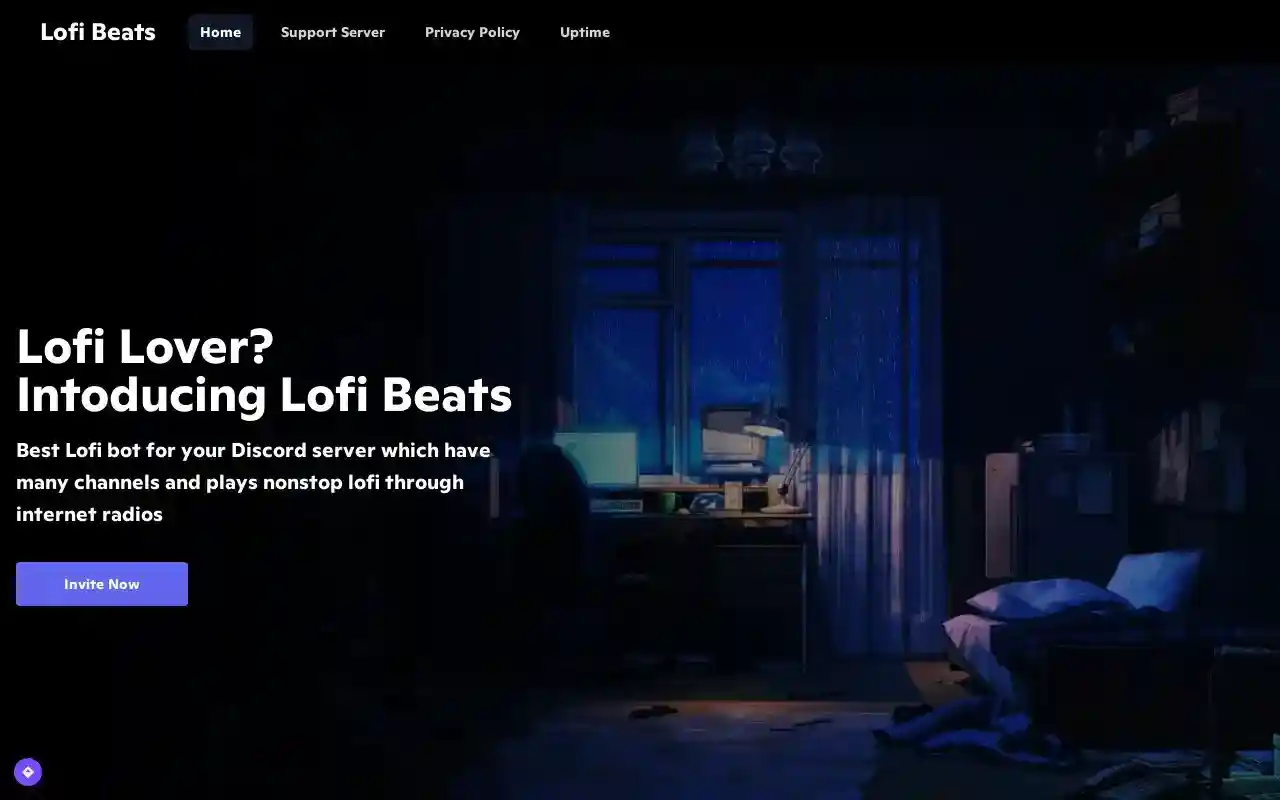 Lofi Beats
Home
Support Server
Privacy Policy
Uptime
Lofi Lover?
Intoducing Lofi Beats
Best Lofi bot for your Discord server which have
many channels and plays nonstop lofi through
internet radios
Invite Now